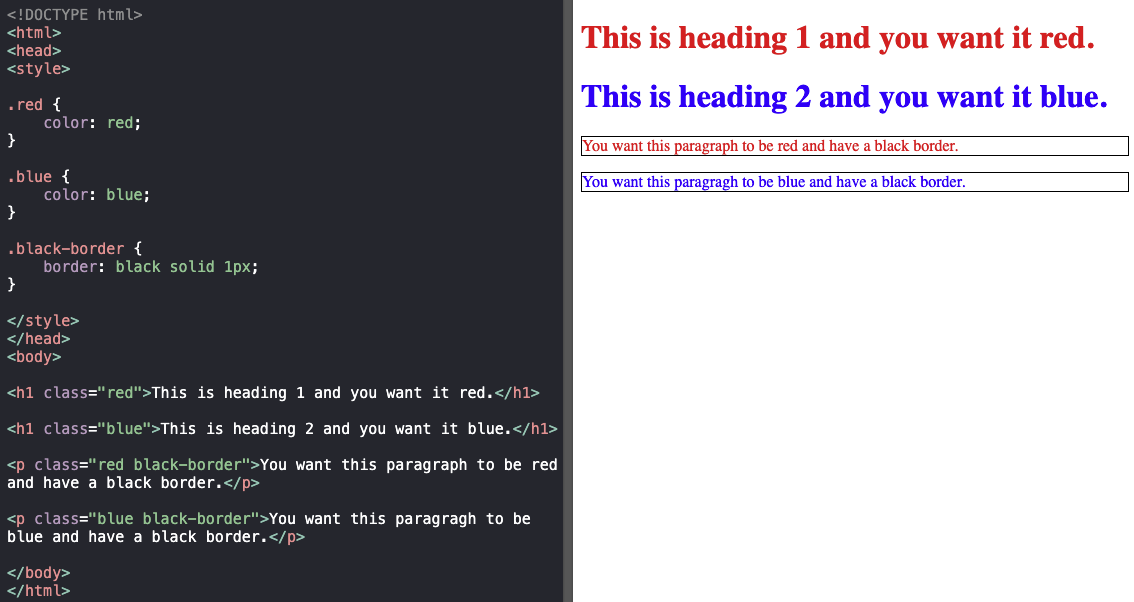 <!DOCTYPE html>
<html>
<head>
<style>
.red {
    color: red;
}
.blue {
    color: blue;
}
.black-border {
    border: black solid 1px;
}
</style>
</head>
<body>
<h1 class="red">This is heading 1 and you want it red.</h1>
<h1 class="blue">This is heading 2 and you want it blue.</h1>
<p class="red black-border">You want this paragraph to be red
and have a black border.</p>
<p class="blue black-border">You want this paragragh to be
blue and have a black border.</p>
</body>
</html>
This is heading 1 and you want it red.
This is heading 2 and you want it blue.
You want this paragraph to be red and have a black border.
You want this paragragh to be blue and have a black border.